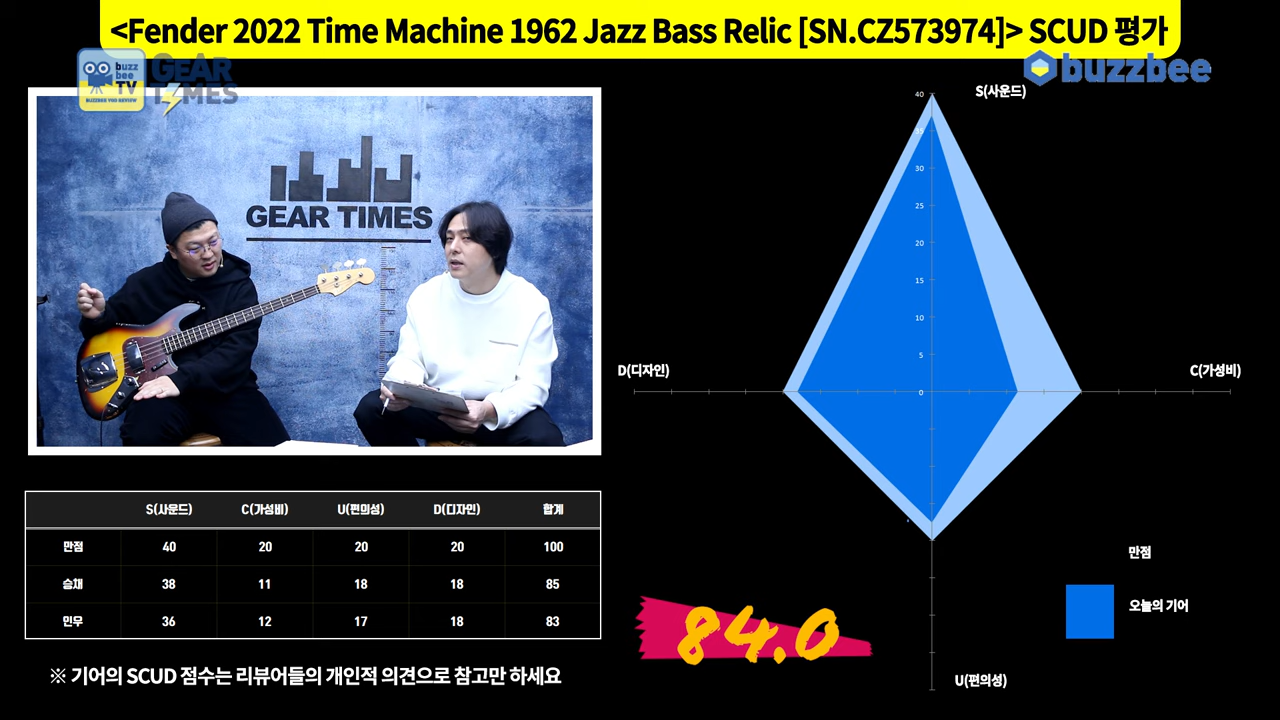 <Fender 2022 Time Machine 1962 Jazz Bass Relic [SN.CZ573974]> SCUD 평가
buzz
bee
TV
BUZZBEE YOU REVIEW
GEAR
TIMES
buzzbee
GEAR TIMES
S(사운드)
40
35
30
25
20
15
10
5
0
D(디자인)
C(가성비)
U(편의성)
만점
오늘의 기어
S(사운드) C(가성비) U(편의성) D(디자인) 합계
만점 40 20 20 20 100
승채 38 11 18 18 85
민우 36 12 17 18 83
84.0
※ 기어의 SCUD 점수는 리뷰어들의 개인적 의견으로 참고만 하세요